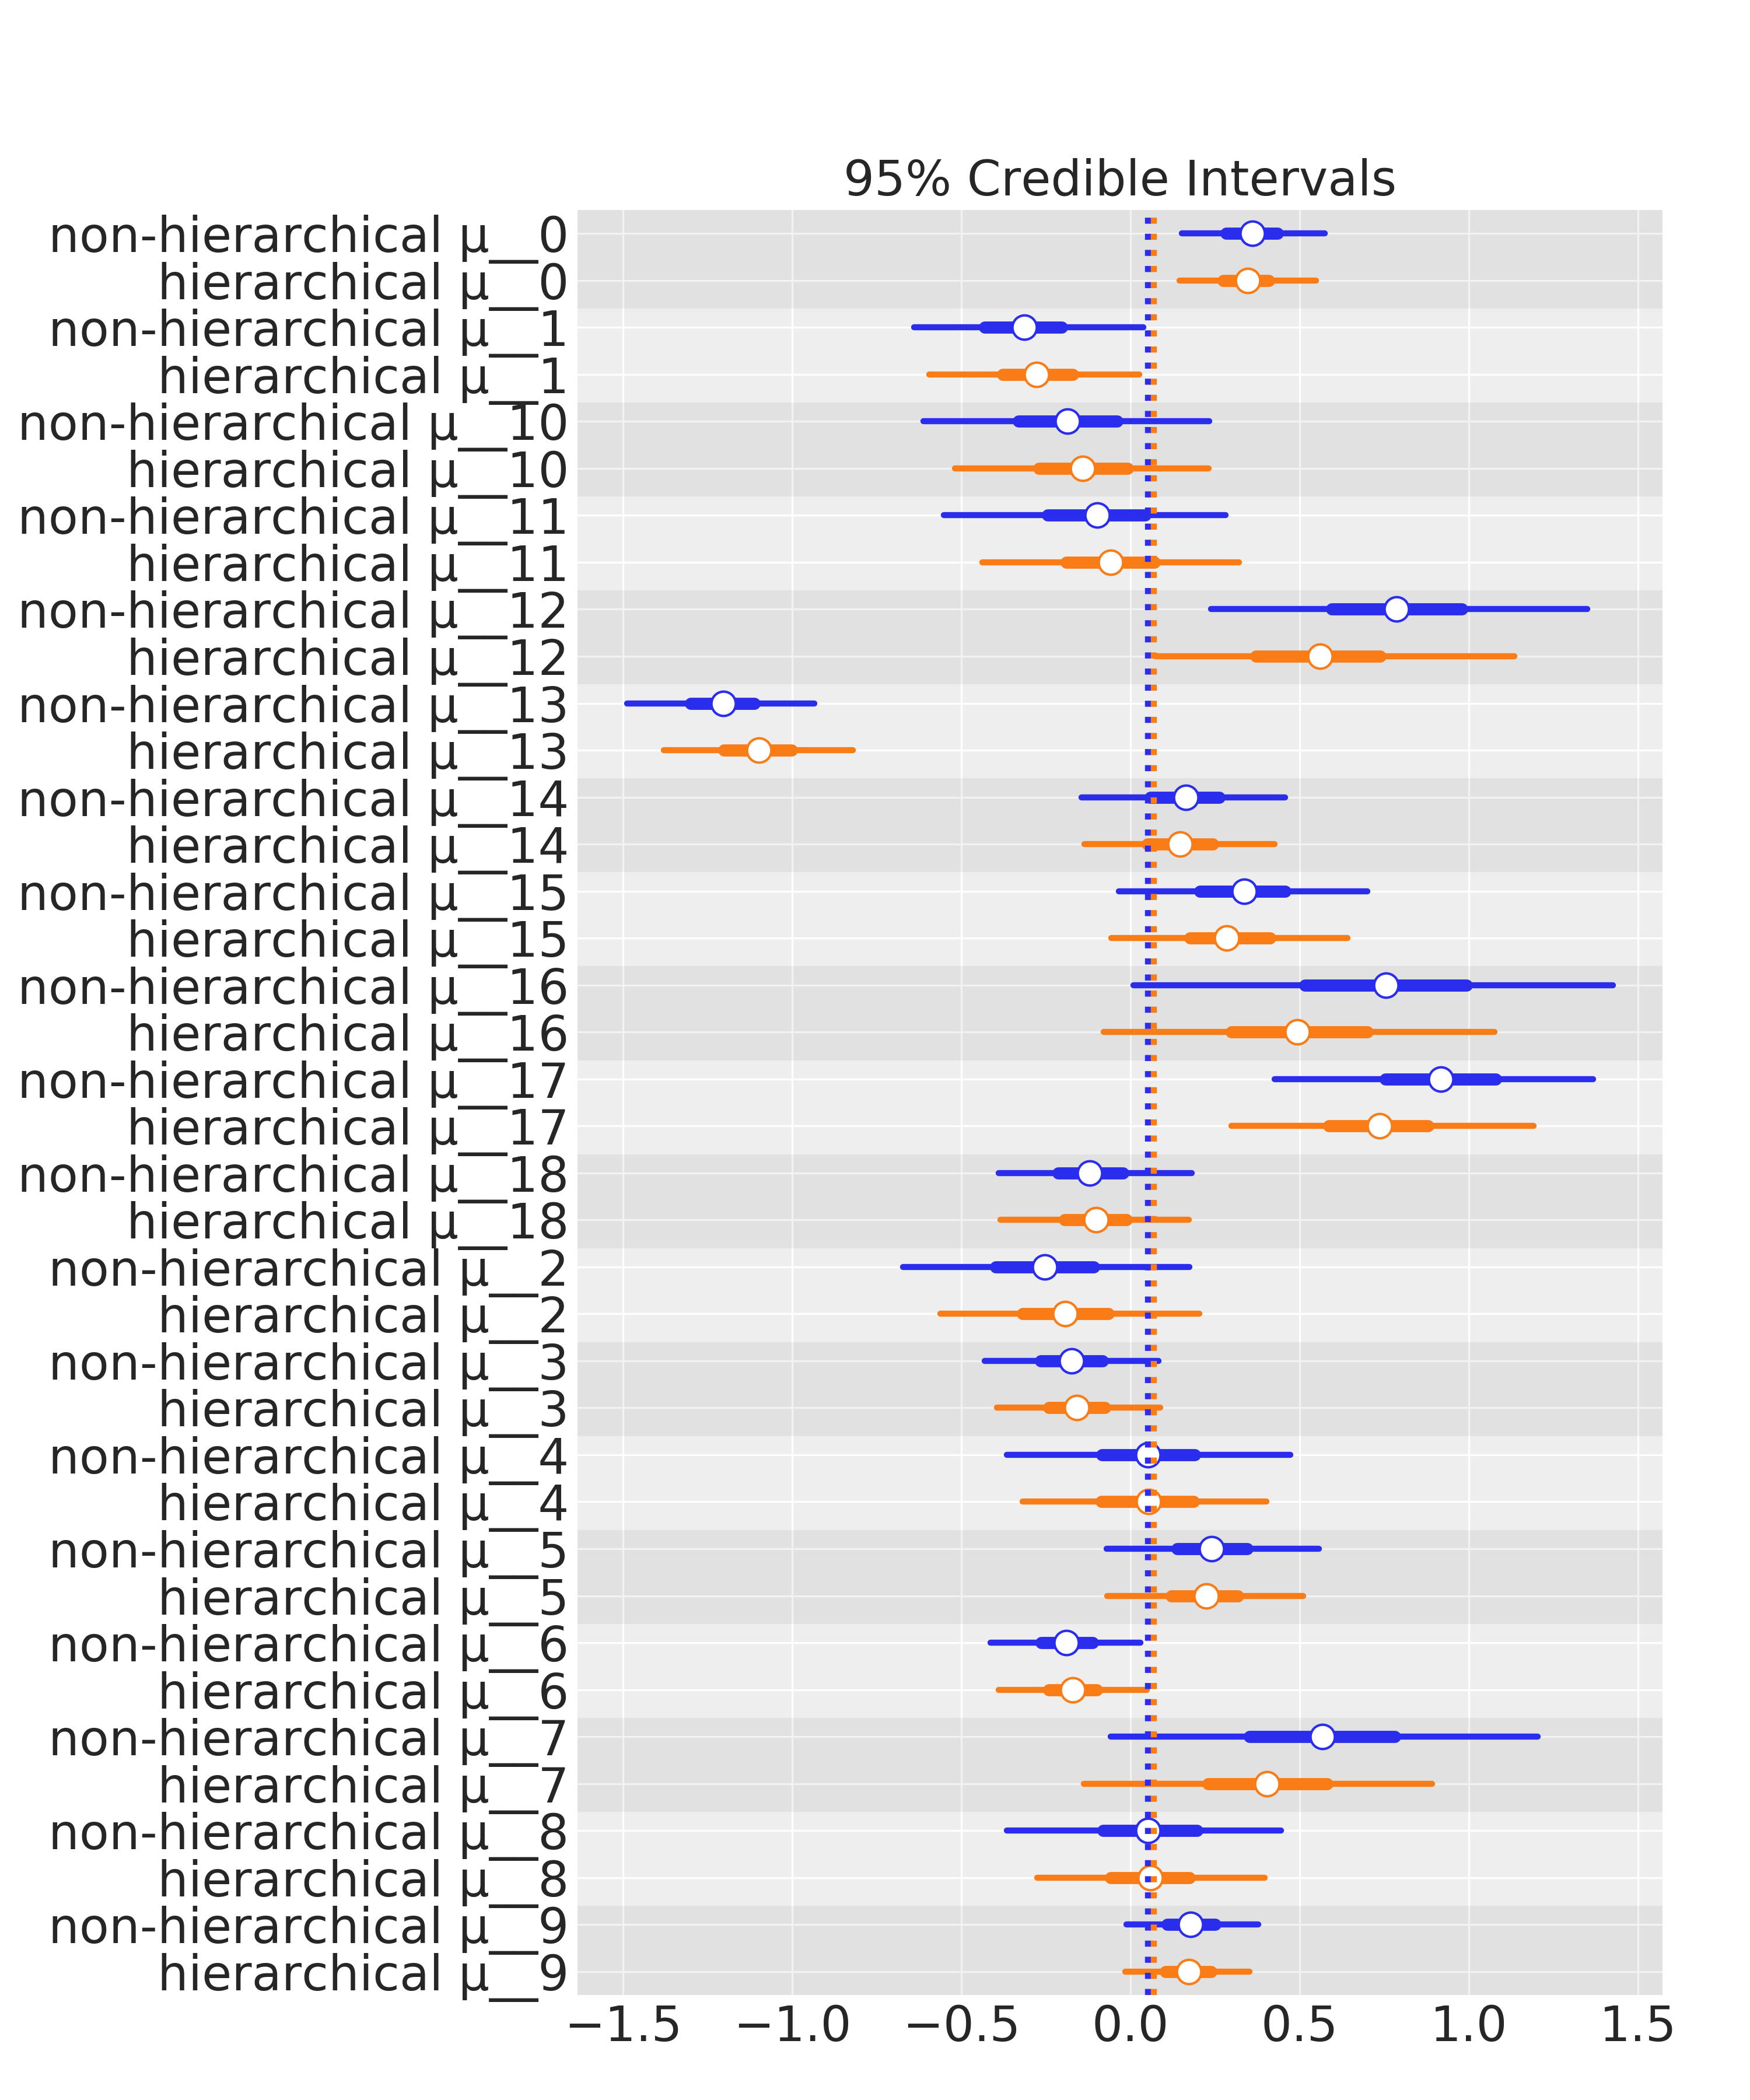 95% Credible Intervals
non-hierarchical μ__0
hierarchical μ__0
non-hierarchical μ__1
hierarchical μ__1
non-hierarchical μ__10
hierarchical μ__10
non-hierarchical μ__11
hierarchical μ__11
non-hierarchical μ__12
hierarchical μ__12
non-hierarchical μ__13
hierarchical μ__13
non-hierarchical μ__14
hierarchical μ__14
non-hierarchical μ__15
hierarchical μ__15
non-hierarchical μ__16
hierarchical μ__16
non-hierarchical μ__17
hierarchical μ__17
non-hierarchical μ__18
hierarchical μ__18
non-hierarchical μ__2
hierarchical μ__2
non-hierarchical μ__3
hierarchical μ__3
non-hierarchical μ__4
hierarchical μ__4
non-hierarchical μ__5
hierarchical μ__5
non-hierarchical μ__6
hierarchical μ__6
non-hierarchical μ__7
hierarchical μ__7
non-hierarchical μ__8
hierarchical μ__8
non-hierarchical μ__9
hierarchical μ__9
−1.5 −1.0 −0.5 0.0 0.5 1.0 1.5